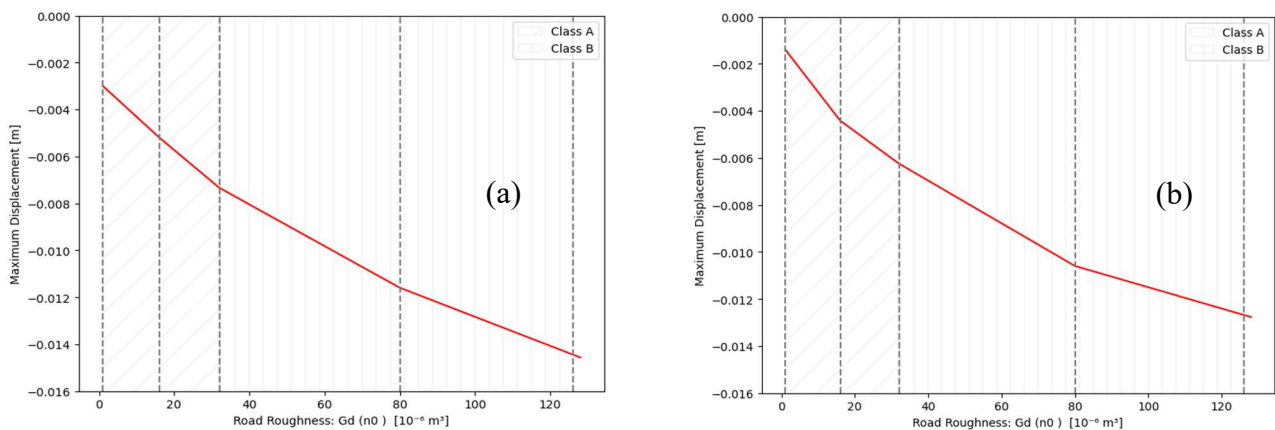 0.000
−0.002
−0.004
−0.006
−0.008
−0.010
−0.012
−0.014
−0.016
Maximum Displacement [m]
Class A
Class B
(a)
0 20 40 60 80 100 120
Road Roughness: Gd (n0 ) [10⁻⁶ m³]
0.000
−0.002
−0.004
−0.006
−0.008
−0.010
−0.012
−0.014
−0.016
Maximum Displacement [m]
Class A
Class B
(b)
0 20 40 60 80 100 120
Road Roughness: Gd (n0 ) [10⁻⁶ m³]